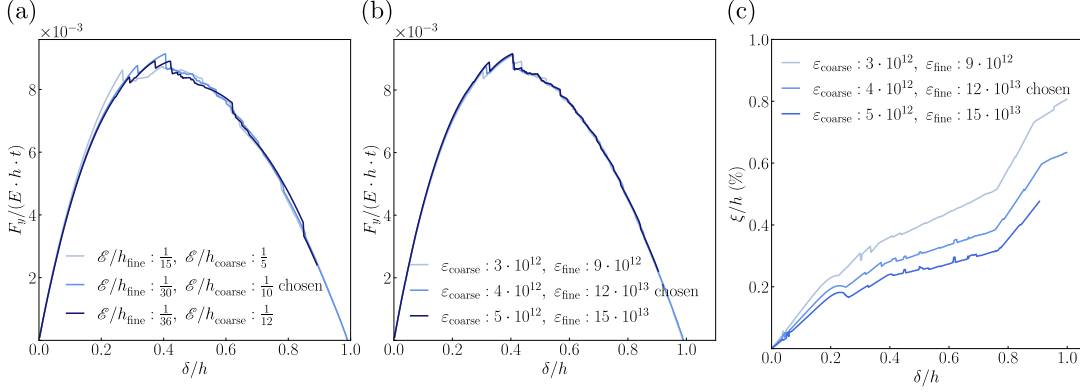 (a)
×10⁻³
8
6
4
2
0.0 0.2 0.4 0.6 0.8 1.0
δ/h
F_y/(E · h · t)
ℰ/h_fine : 1/15, ℰ/h_coarse : 1/5
ℰ/h_fine : 1/30, ℰ/h_coarse : 1/10 chosen
ℰ/h_fine : 1/36, ℰ/h_coarse : 1/12
(b)
×10⁻³
8
6
4
2
0.0 0.2 0.4 0.6 0.8 1.0
δ/h
F_y/(E · h · t)
ε_coarse : 3 · 10¹², ε_fine : 9 · 10¹²
ε_coarse : 4 · 10¹², ε_fine : 12 · 10¹³ chosen
ε_coarse : 5 · 10¹², ε_fine : 15 · 10¹³
(c)
1.0
0.8
0.6
0.4
0.2
0.0
0.0 0.2 0.4 0.6 0.8 1.0
δ/h
ξ/h (%)
ε_coarse : 3 · 10¹², ε_fine : 9 · 10¹²
ε_coarse : 4 · 10¹², ε_fine : 12 · 10¹³ chosen
ε_coarse : 5 · 10¹², ε_fine : 15 · 10¹³